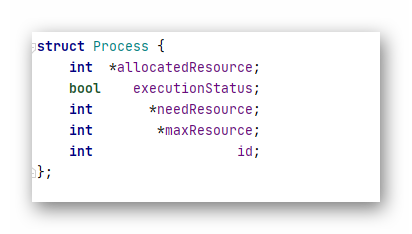 struct Process {
    int  *allocatedResource;
    bool    executionStatus;
    int       *needResource;
    int        *maxResource;
    int                  id;
};